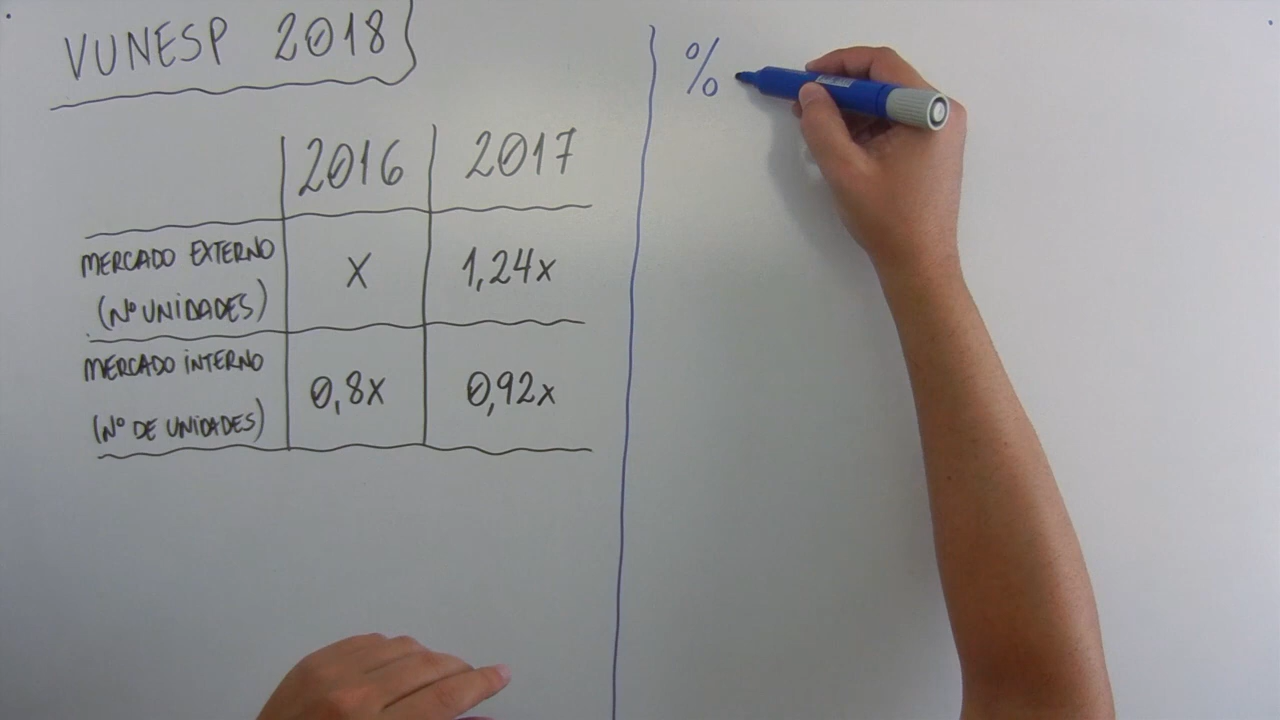 VUNESP 2018
2016 2017
MERCADO EXTERNO
(Nº UNIDADES)
X 1,24x
MERCADO INTERNO
(Nº DE UNIDADES)
0,8x 0,92x
%